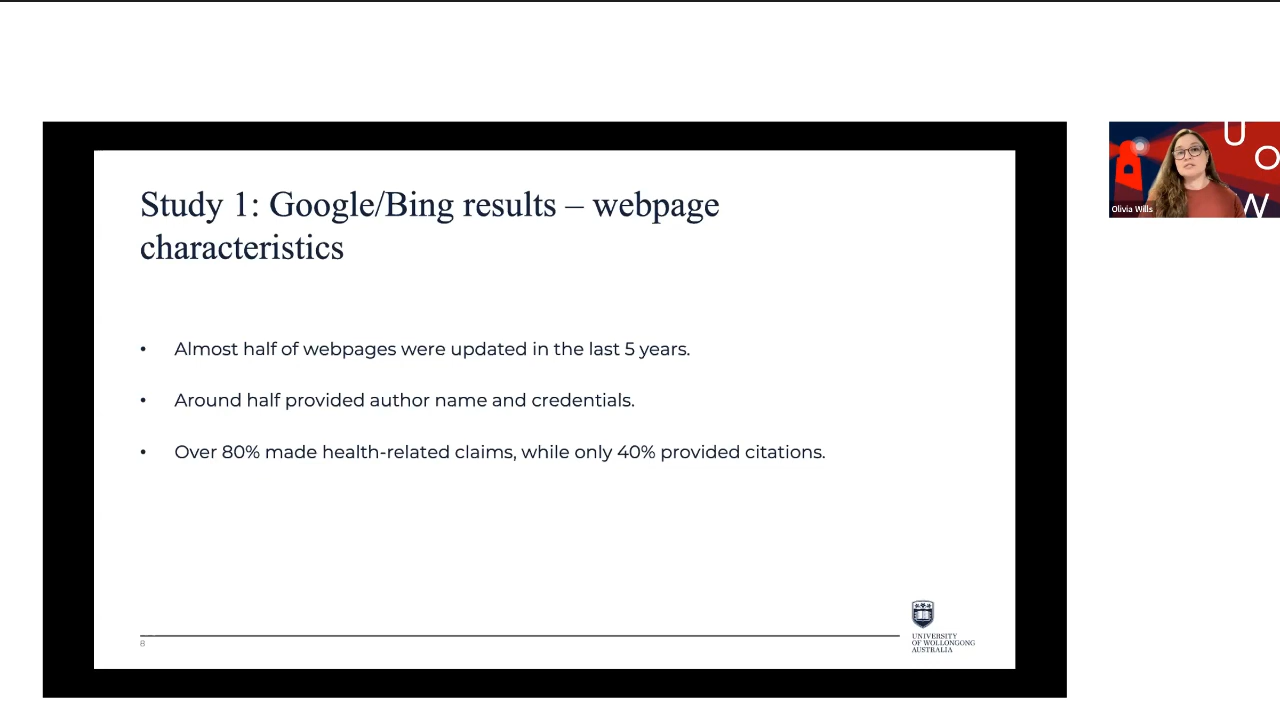 Study 1: Google/Bing results – webpage
characteristics
• Almost half of webpages were updated in the last 5 years.
• Around half provided author name and credentials.
• Over 80% made health-related claims, while only 40% provided citations.
8
UNIVERSITY
OF WOLLONGONG
AUSTRALIA
U
O
W
Olivia Wills